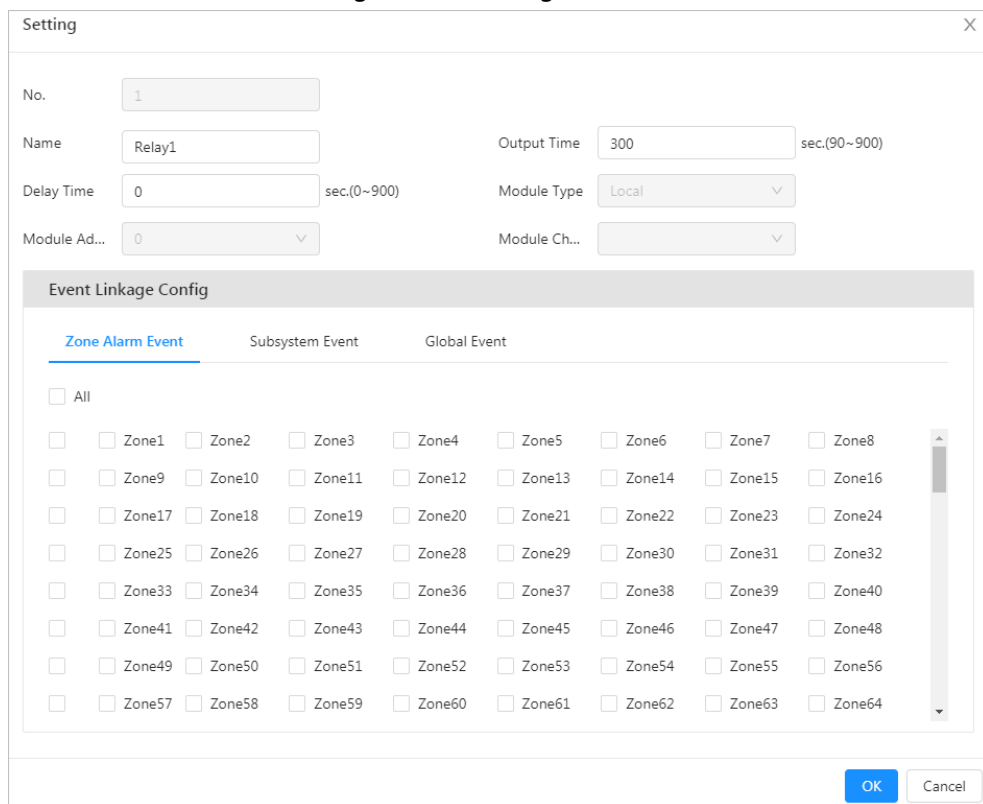 Setting X
No. 1
Name Relay1 Output Time 300 sec.(90~900)
Delay Time 0 sec.(0~900) Module Type Local
Module Ad... 0 Module Ch...
Event Linkage Config
Zone Alarm Event Subsystem Event Global Event
All
Zone1 Zone2 Zone3 Zone4 Zone5 Zone6 Zone7 Zone8
Zone9 Zone10 Zone11 Zone12 Zone13 Zone14 Zone15 Zone16
Zone17 Zone18 Zone19 Zone20 Zone21 Zone22 Zone23 Zone24
Zone25 Zone26 Zone27 Zone28 Zone29 Zone30 Zone31 Zone32
Zone33 Zone34 Zone35 Zone36 Zone37 Zone38 Zone39 Zone40
Zone41 Zone42 Zone43 Zone44 Zone45 Zone46 Zone47 Zone48
Zone49 Zone50 Zone51 Zone52 Zone53 Zone54 Zone55 Zone56
Zone57 Zone58 Zone59 Zone60 Zone61 Zone62 Zone63 Zone64
OK Cancel